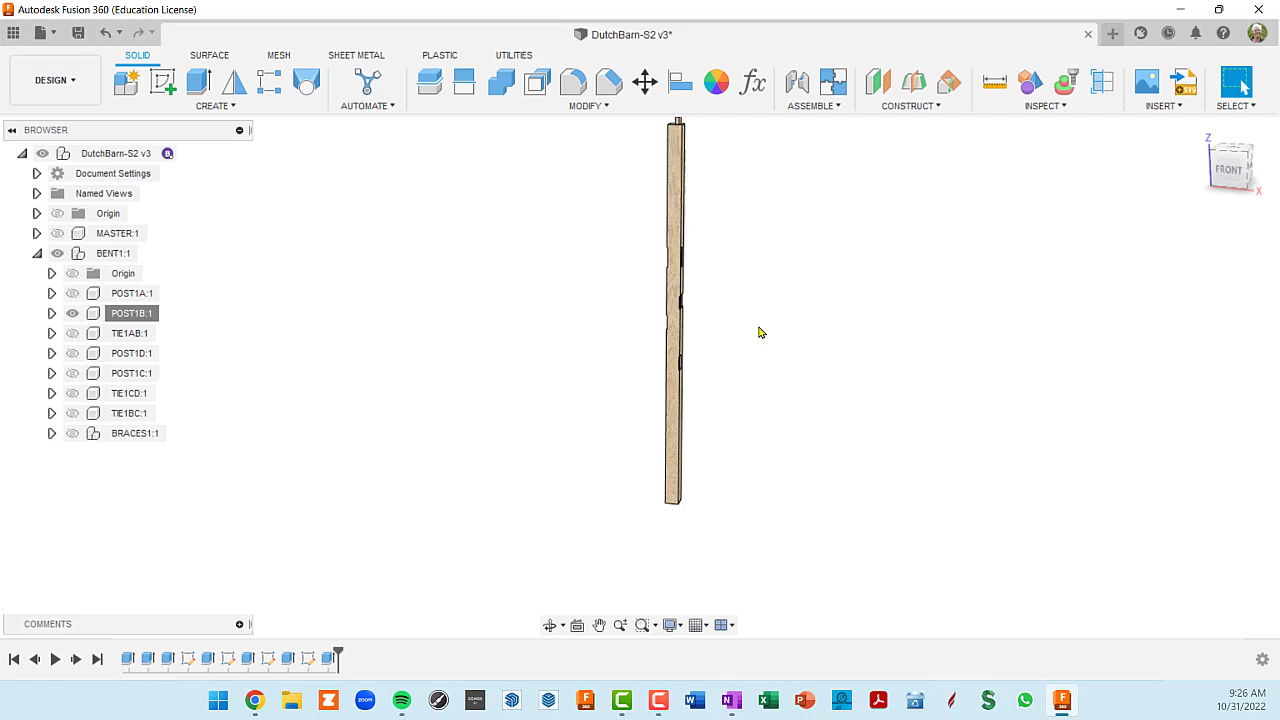 Autodesk Fusion 360 (Education License)
DutchBarn-S2 v3*
SOLID SURFACE MESH SHEET METAL PLASTIC UTILITIES
DESIGN
CREATE AUTOMATE MODIFY ASSEMBLE CONSTRUCT INSPECT INSERT SELECT
BROWSER
DutchBarn-S2 v3
Document Settings
Named Views
Origin
MASTER:1
BENT1:1
Origin
POST1A:1
POST1B:1
TIE1AB:1
POST1D:1
POST1C:1
TIE1CD:1
TIE1BC:1
BRACES1:1
Z
FRONT
X
COMMENTS
9:26 AM
10/31/2022